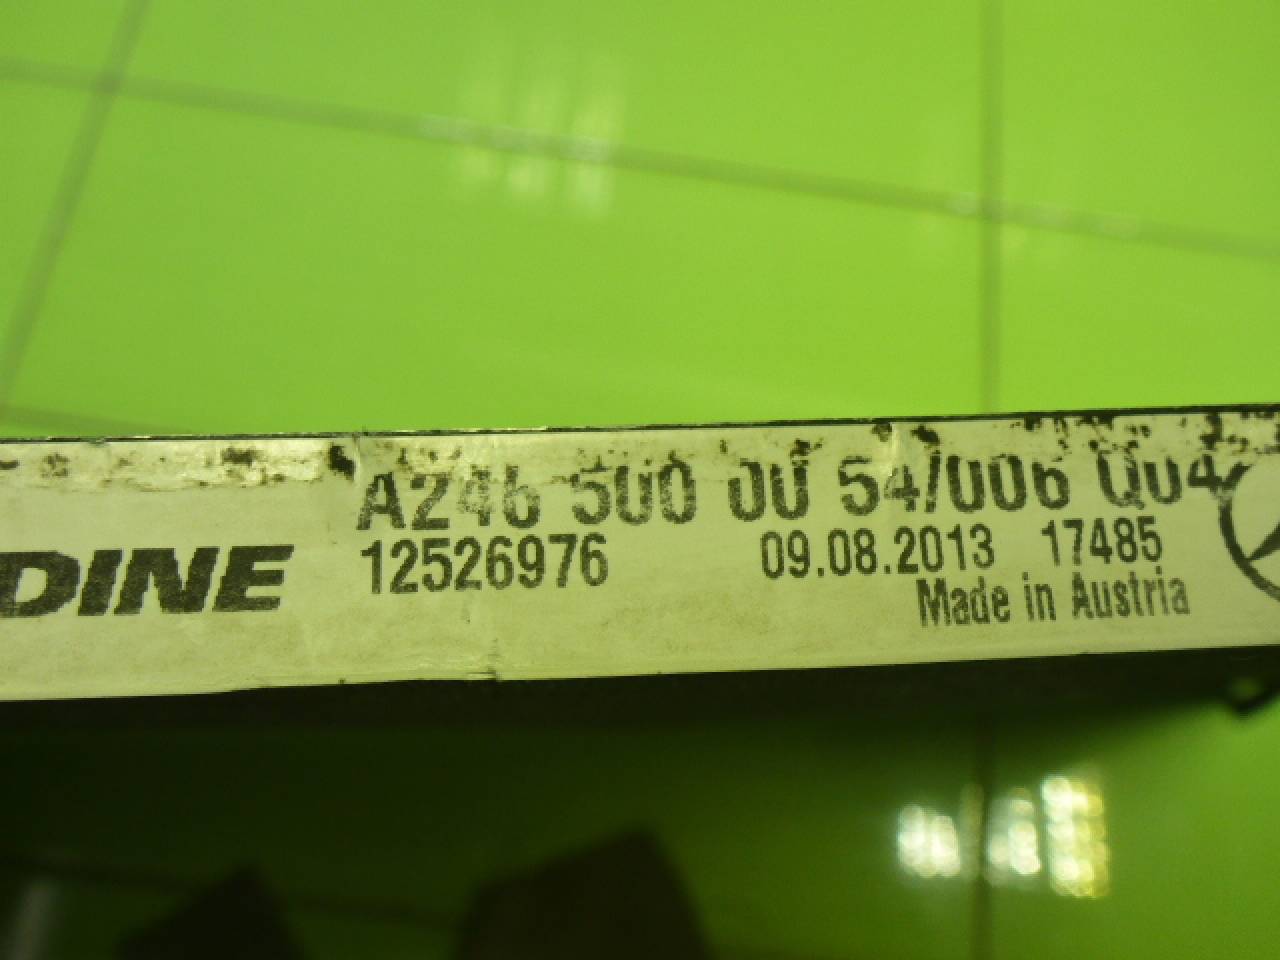 A246 500 00 54/006 Q04
DINE
12526976 09.08.2013 17485
Made in Austria